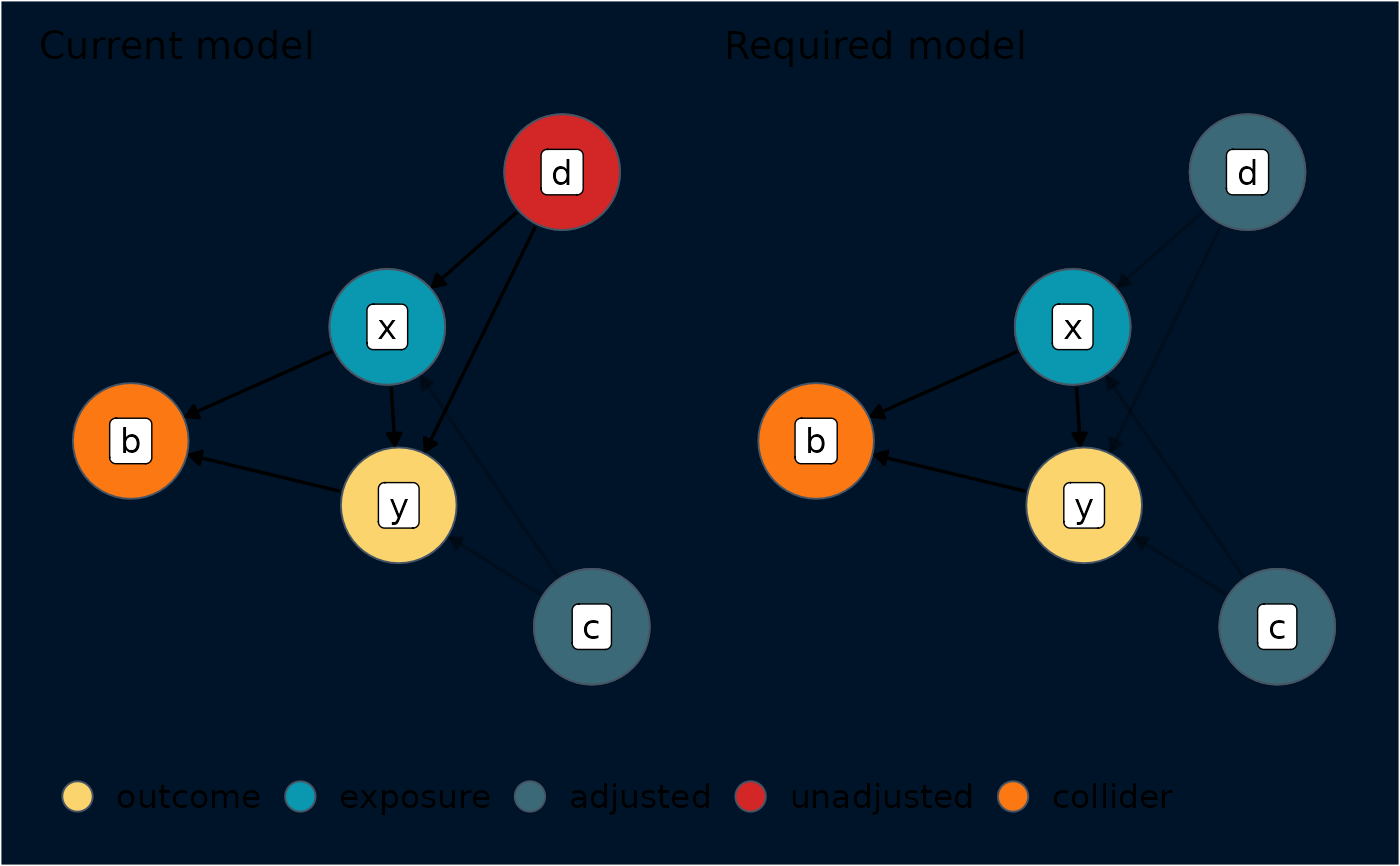 Current model
Required model
d
d
x
x
b
b
y
y
c
c
outcome exposure adjusted unadjusted collider